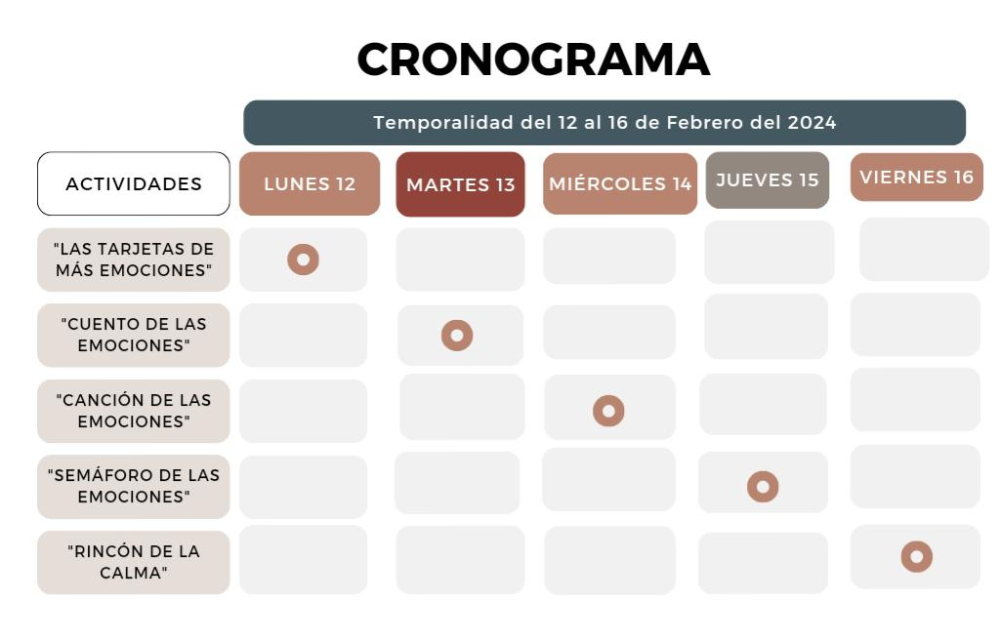 CRONOGRAMA
Temporalidad del 12 al 16 de Febrero del 2024
ACTIVIDADES
LUNES 12
MARTES 13
MIÉRCOLES 14
JUEVES 15
VIERNES 16
"LAS TARJETAS DE
MÁS EMOCIONES"
"CUENTO DE LAS
EMOCIONES"
"CANCIÓN DE LAS
EMOCIONES"
"SEMÁFORO DE LAS
EMOCIONES"
"RINCÓN DE LA
CALMA"